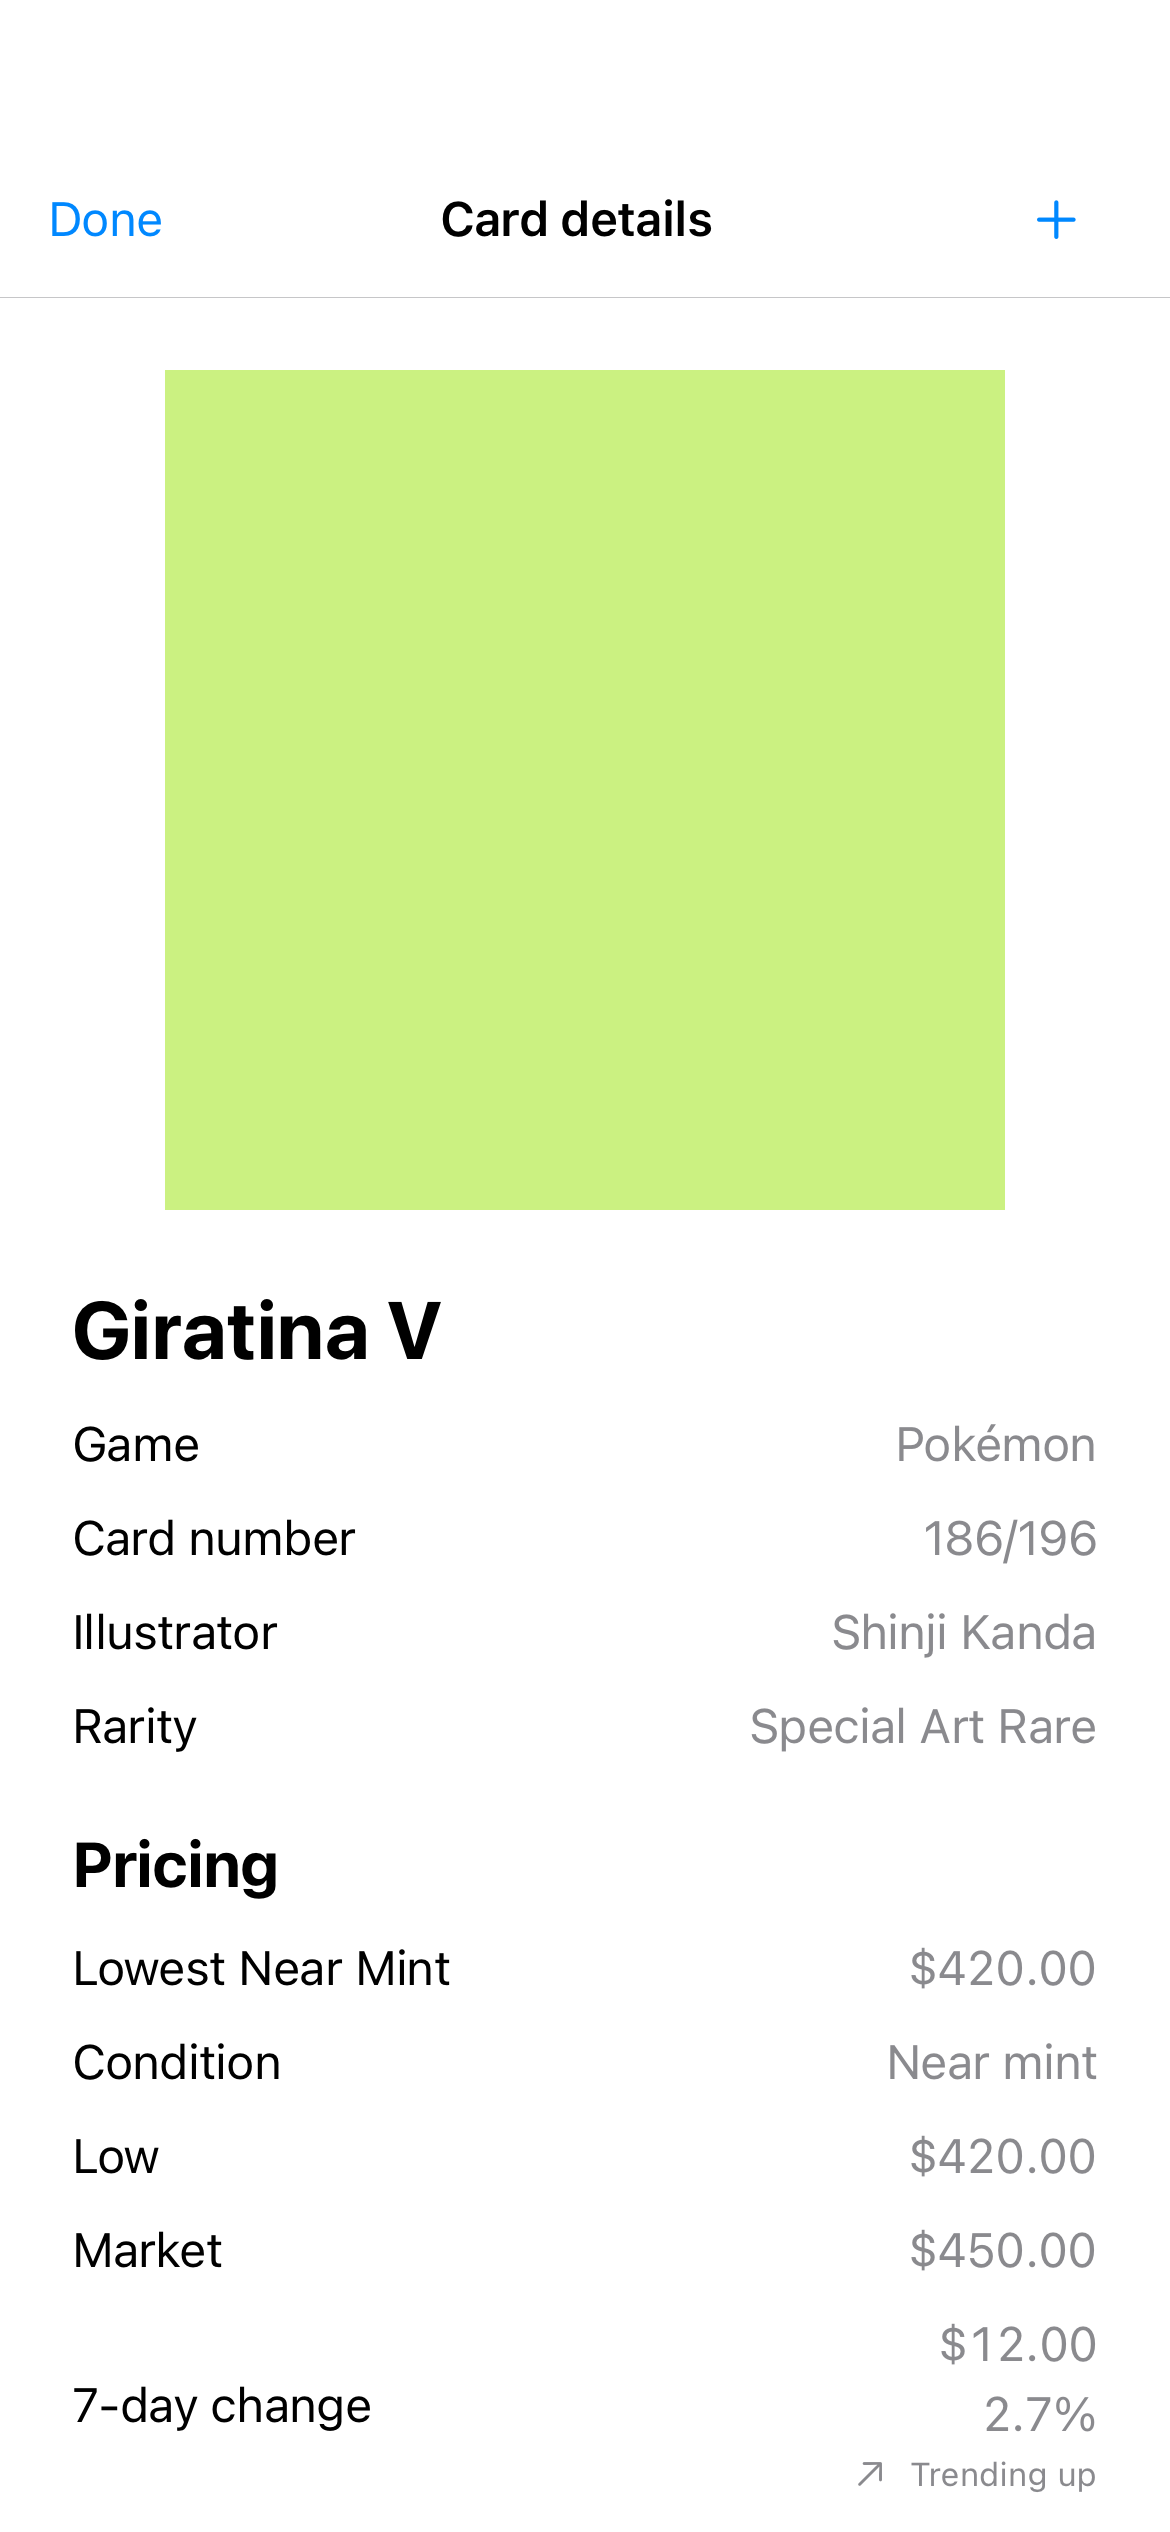 Done
Card details
Giratina V
Game Pokémon
Card number 186/196
Illustrator Shinji Kanda
Rarity Special Art Rare
Pricing
Lowest Near Mint $420.00
Condition Near mint
Low $420.00
Market $450.00
$12.00
7-day change 2.7%
Trending up